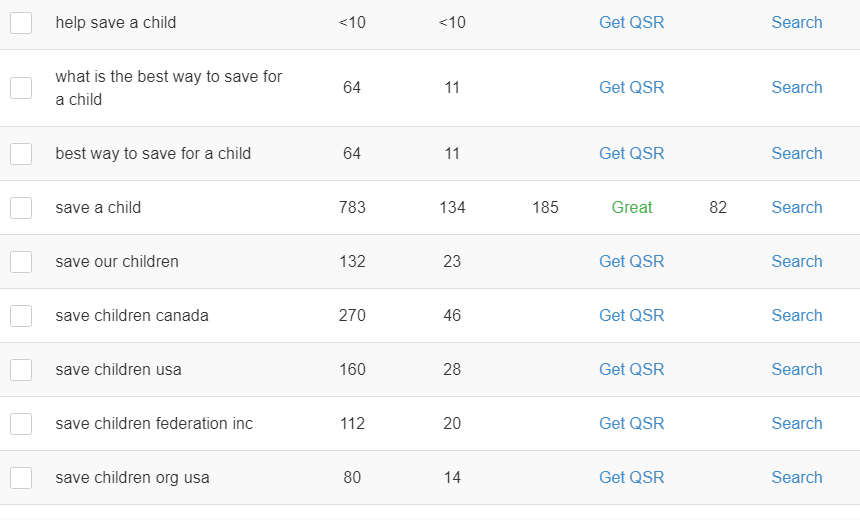 help save a child <10 <10 Get QSR Search
what is the best way to save for
a child 64 11 Get QSR Search
best way to save for a child 64 11 Get QSR Search
save a child 783 134 185 Great 82 Search
save our children 132 23 Get QSR Search
save children canada 270 46 Get QSR Search
save children usa 160 28 Get QSR Search
save children federation inc 112 20 Get QSR Search
save children org usa 80 14 Get QSR Search